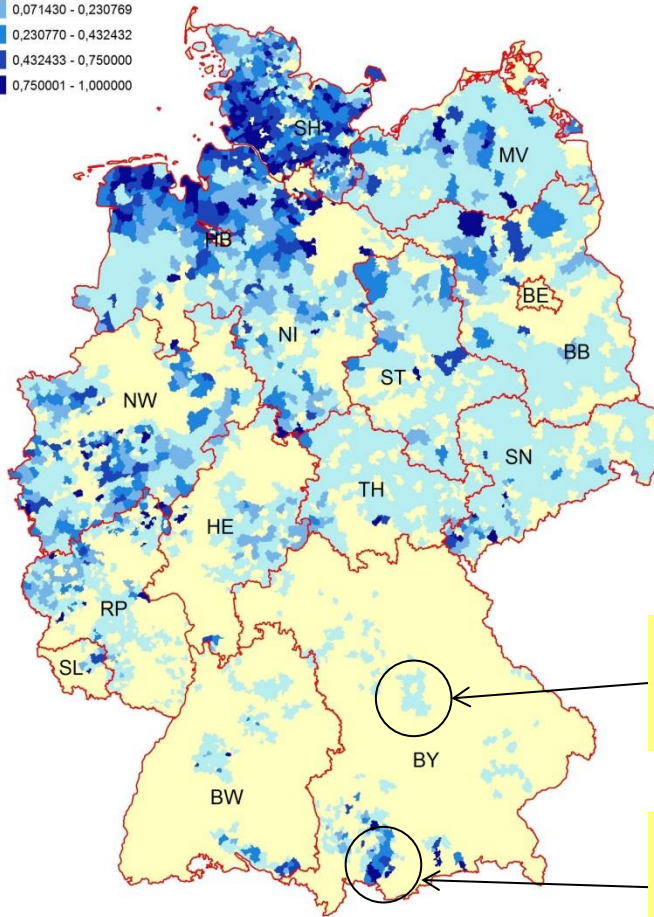 0,071430 - 0,230769
0,230770 - 0,432432
0,432433 - 0,750000
0,750001 - 1,000000
SH
MV
HB
BE
NI
BB
ST
NW
SN
TH
HE
RP
SL
BY
BW